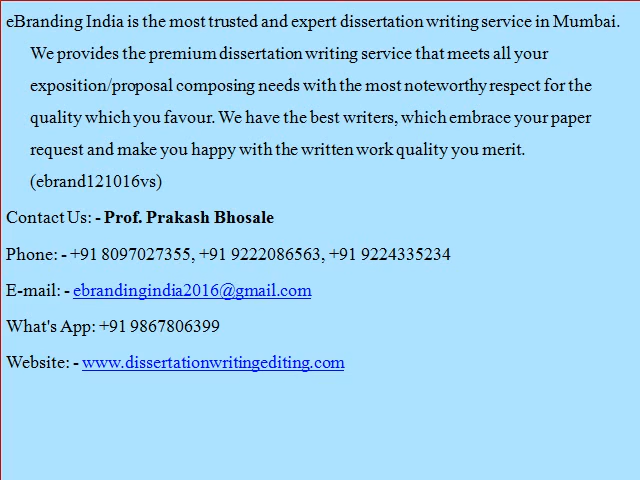 eBranding India is the most trusted and expert dissertation writing service in Mumbai.
We provides the premium dissertation writing service that meets all your
exposition/proposal composing needs with the most noteworthy respect for the
quality which you favour. We have the best writers, which embrace your paper
request and make you happy with the written work quality you merit.
(ebrand121016vs)
Contact Us: - Prof. Prakash Bhosale
Phone: - +91 8097027355, +91 9222086563, +91 9224335234
E-mail: - ebrandingindia2016@gmail.com
What's App: +91 9867806399
Website: - www.dissertationwritingediting.com